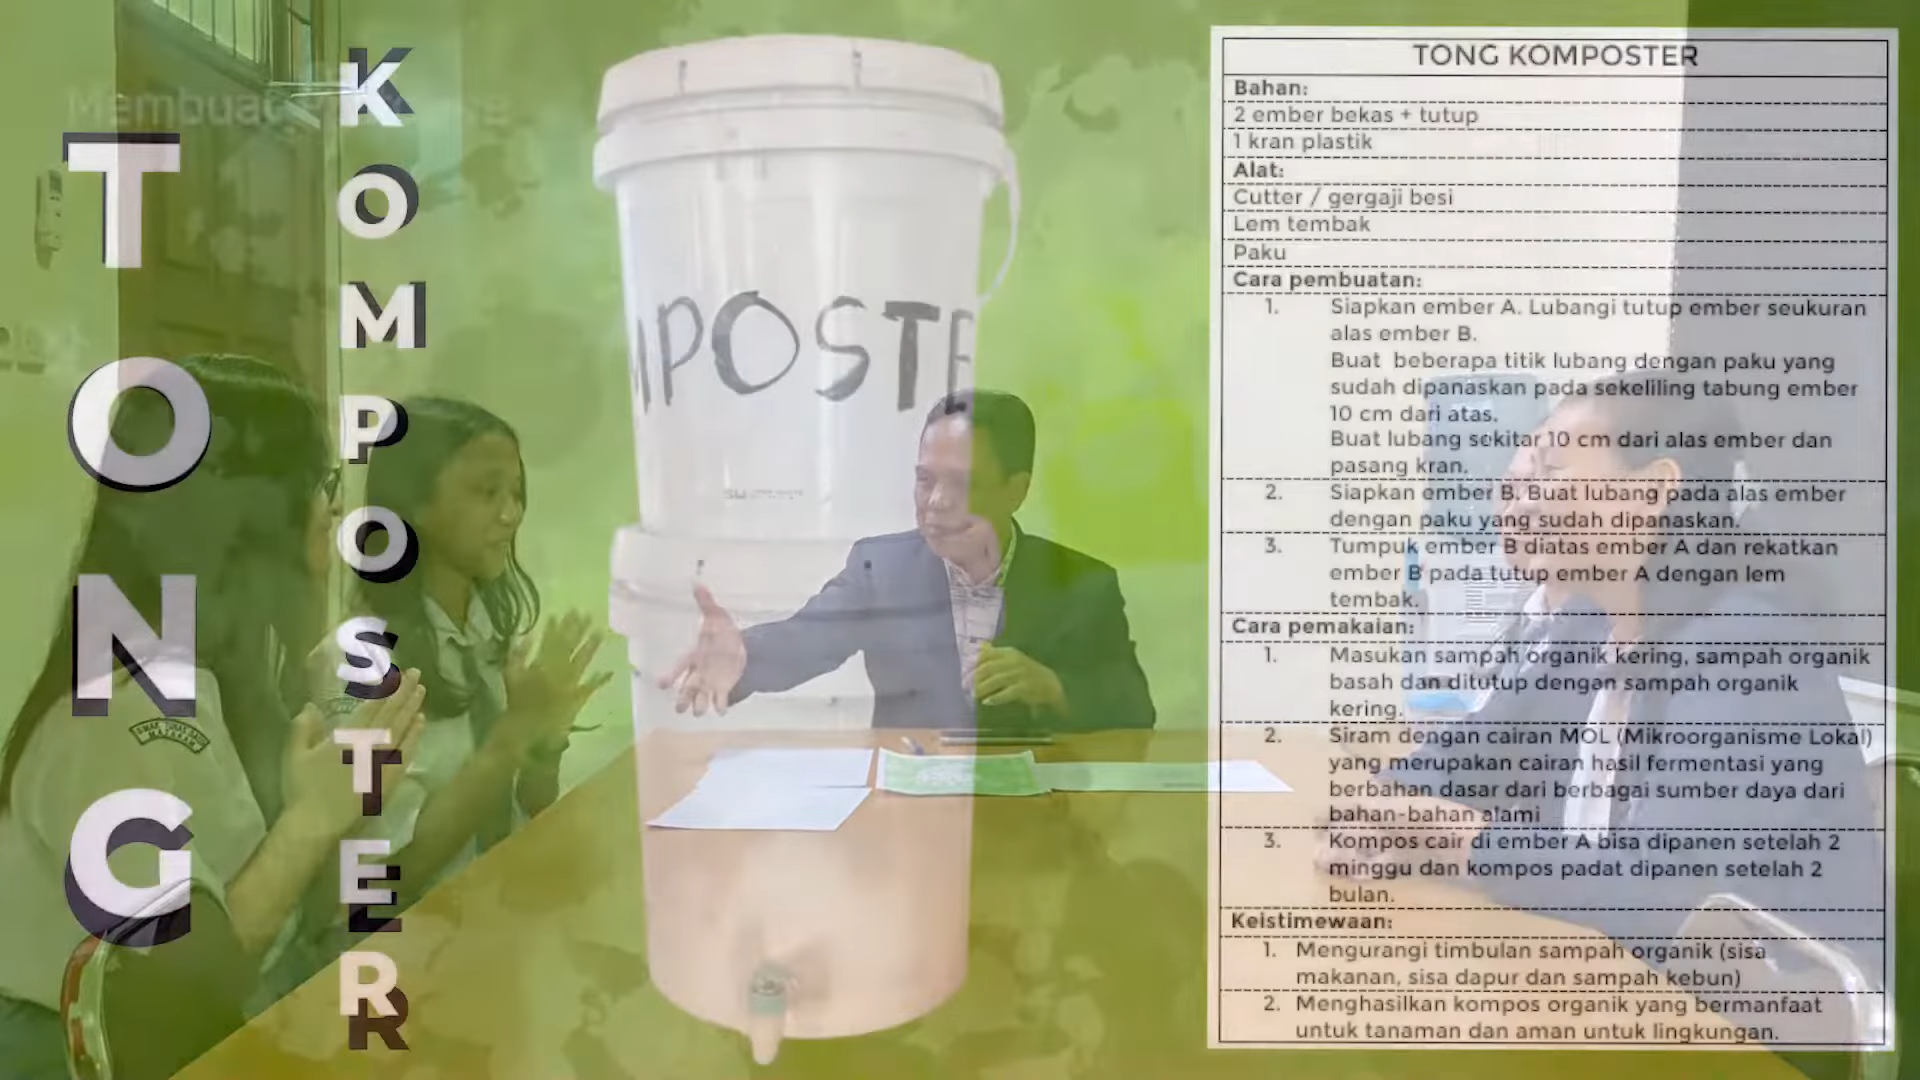 TONG
KOMPOSTER
MPOSTE
TONG KOMPOSTER
Bahan:
2 ember bekas + tutup
1 kran plastik
Alat:
Cutter / gergaji besi
Lem tembak
Paku
Cara pembuatan:
1. Siapkan ember A. Lubangi tutup ember seukuran
alas ember B.
Buat beberapa titik lubang dengan paku yang
sudah dipanaskan pada sekeliling tabung ember
10 cm dari atas.
Buat lubang sekitar 10 cm dari alas ember dan
pasang kran.
2. Siapkan ember B. Buat lubang pada alas ember
dengan paku yang sudah dipanaskan.
3. Tumpuk ember B diatas ember A dan rekatkan
ember B pada tutup ember A dengan lem
tembak.
Cara pemakaian:
1. Masukan sampah organik kering, sampah organik
basah dan ditutup dengan sampah organik
kering.
2. Siram dengan cairan MOL (Mikroorganisme Lokal)
yang merupakan cairan hasil fermentasi yang
berbahan dasar dari berbagai sumber daya dari
bahan-bahan alami
3. Kompos cair di ember A bisa dipanen setelah 2
minggu dan kompos padat dipanen setelah 2
bulan.
Keistimewaan:
1. Mengurangi timbulan sampah organik (sisa
makanan, sisa dapur dan sampah kebun)
2. Menghasilkan kompos organik yang bermanfaat
untuk tanaman dan aman untuk lingkungan.